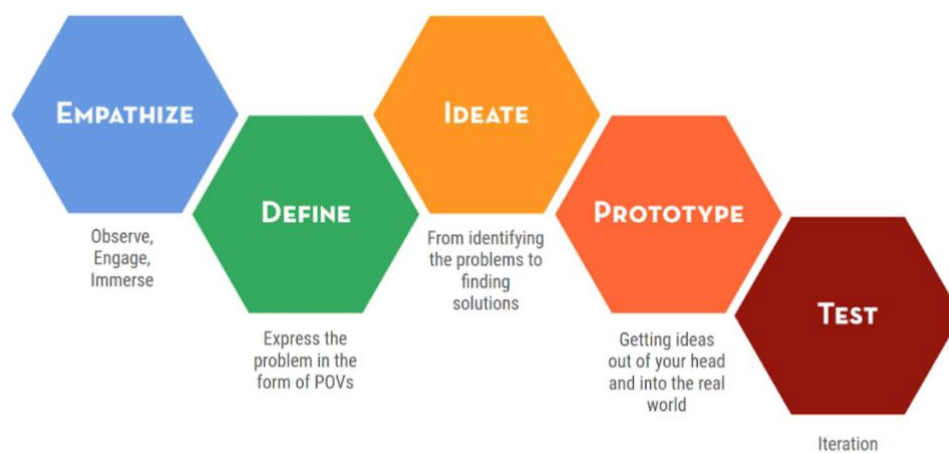 EMPATHIZE
Observe,
Engage,
Immerse
DEFINE
Express the
problem in the
form of POVs
IDEATE
From identifying
the problems to
finding
solutions
PROTOTYPE
Getting ideas
out of your head
and into the real
world
TEST
Iteration